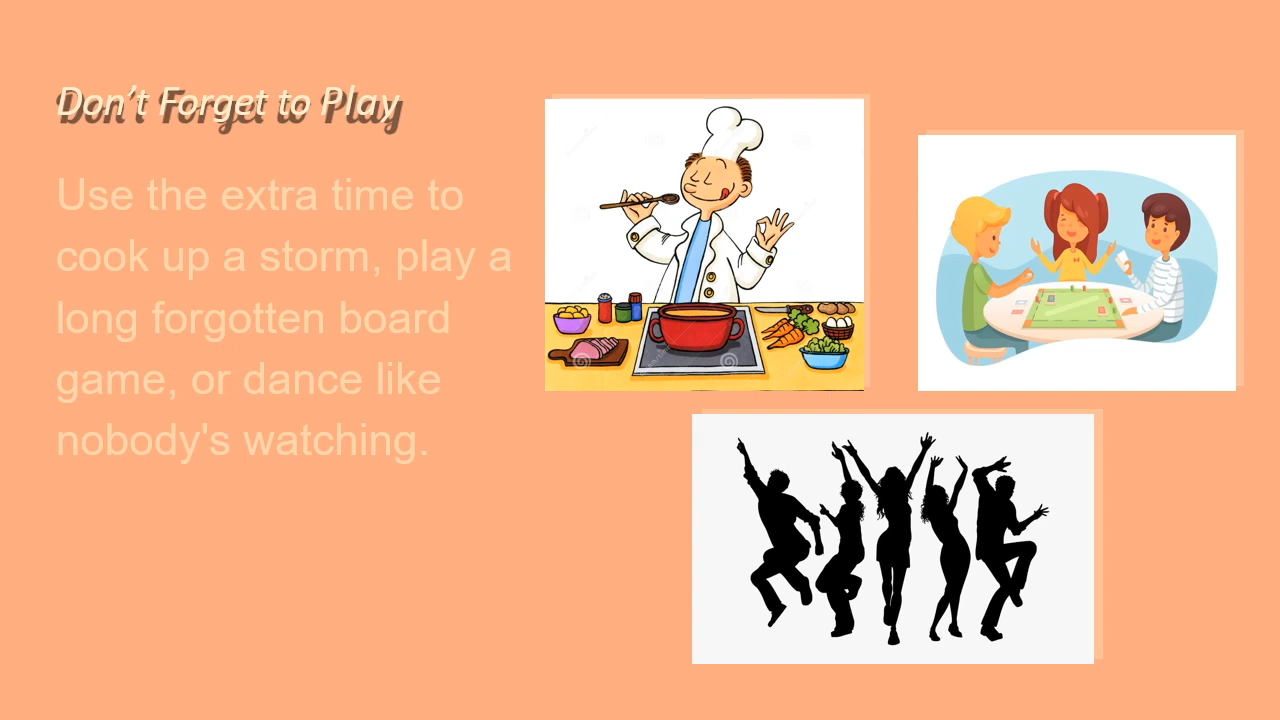 Don’t Forget to Play
Use the extra time to
cook up a storm, play a
long forgotten board
game, or dance like
nobody's watching.